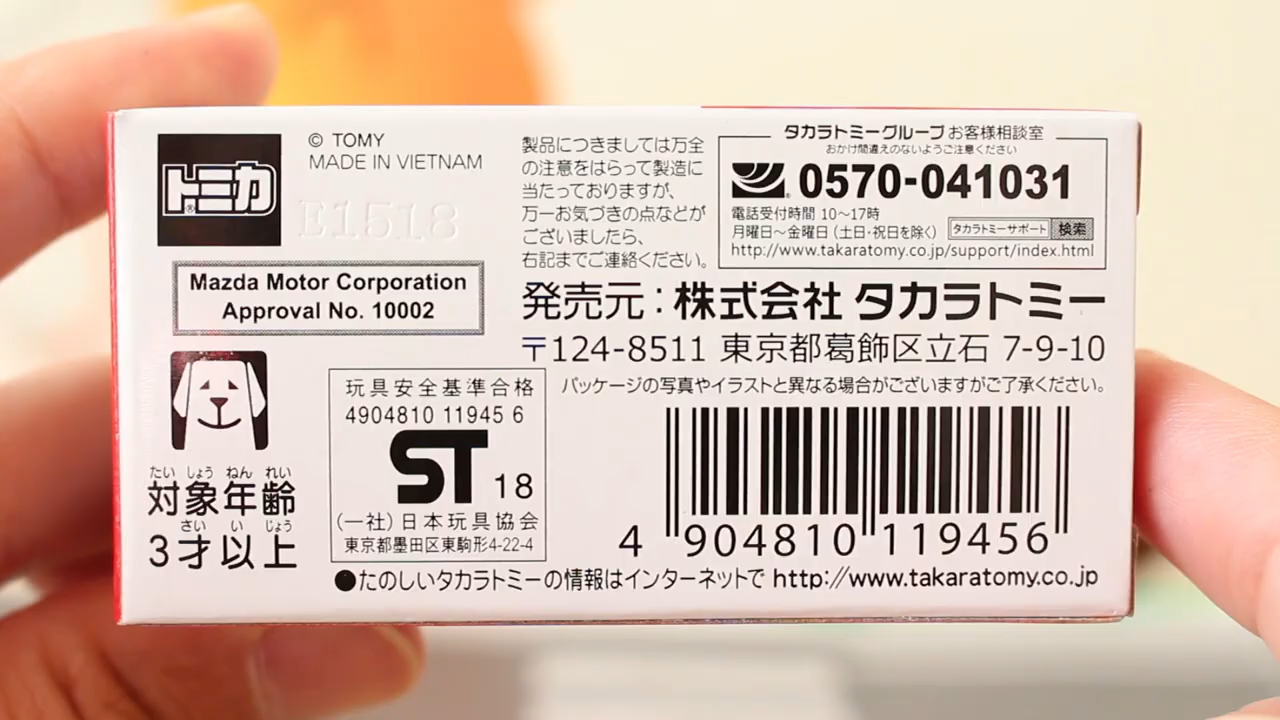 トミカ
®
© TOMY
MADE IN VIETNAM
E1518
Mazda Motor Corporation
Approval No. 10002
たい しょう ねん れい
対象年齢
さい い じょう
3才以上
玩具安全基準合格
4904810 11945 6
ST 18
(一社)日本玩具協会
東京都墨田区東駒形4-22-4
製品につきましては万全
の注意をはらって製造に
当たっておりますが、
万一お気づきの点などが
ございましたら、
右記までご連絡ください。
タカラトミーグループ お客様相談室
おかけ間違えのないようご注意ください
0570-041031
電話受付時間 10〜17時
月曜日〜金曜日(土日・祝日を除く)
タカラトミーサポート 検索
http://www.takaratomy.co.jp/support/index.html
発売元:株式会社 タカラトミー
〒124-8511 東京都葛飾区立石 7-9-10
パッケージの写真やイラストと異なる場合がございますがご了承ください。
4 904810 119456
●たのしいタカラトミーの情報はインターネットで http://www.takaratomy.co.jp